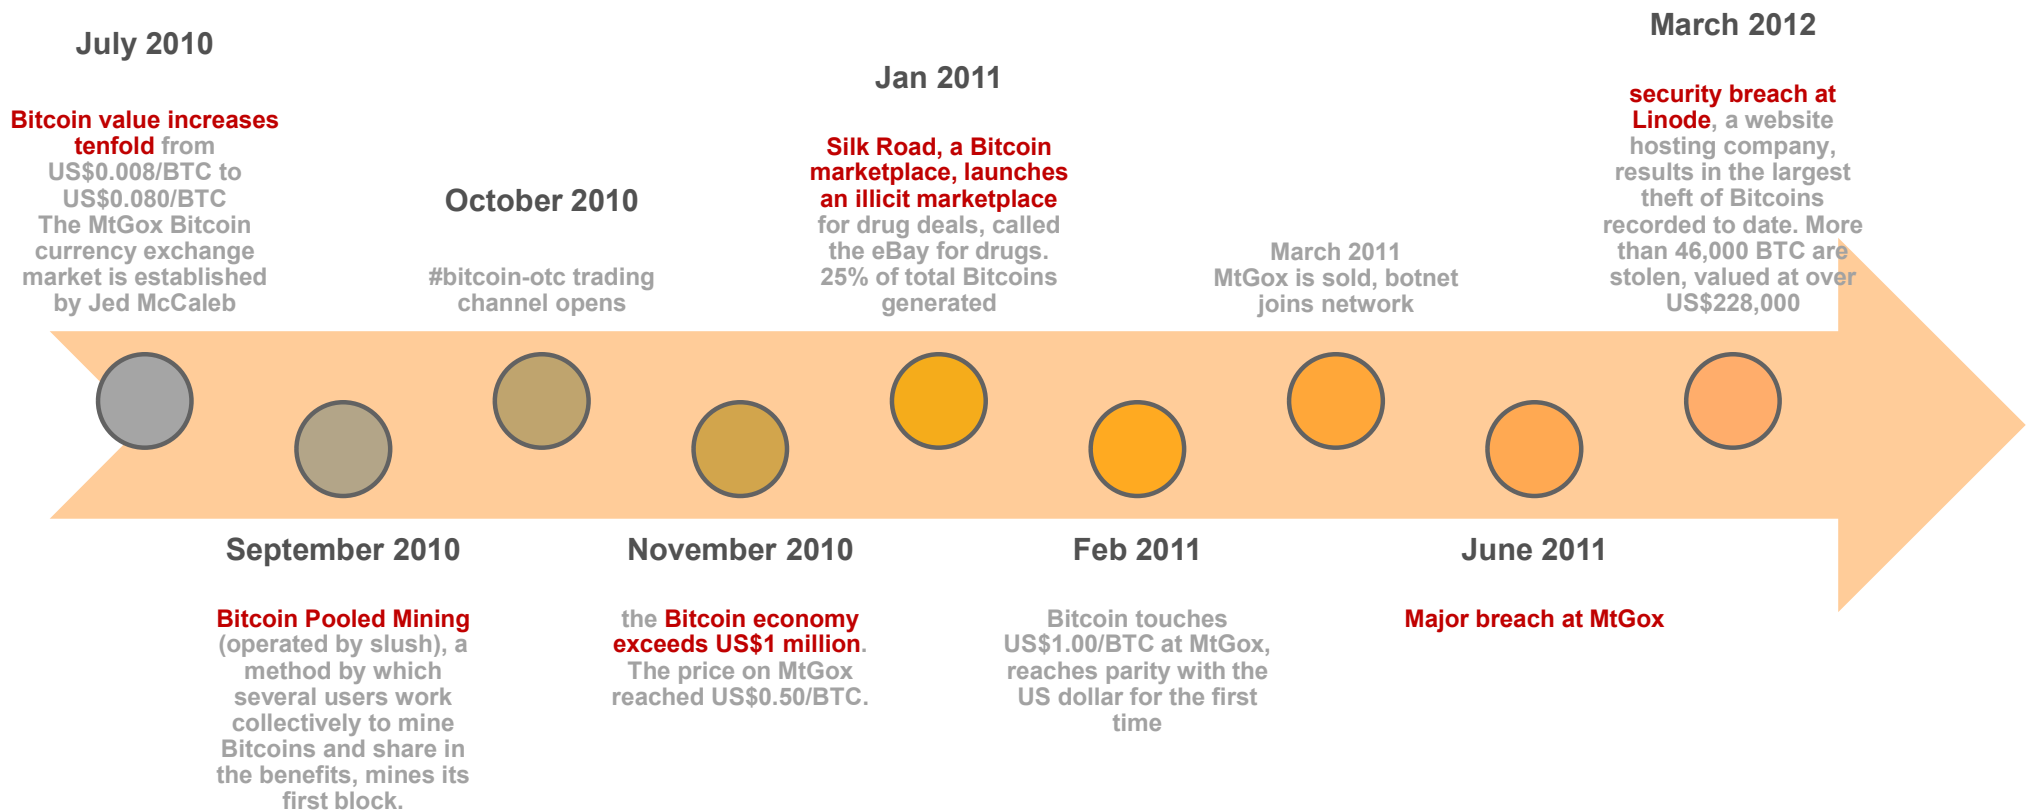 July 2010
Bitcoin value increases
tenfold from
US$0.008/BTC to
US$0.080/BTC
The MtGox Bitcoin
currency exchange
market is established
by Jed McCaleb
September 2010
Bitcoin Pooled Mining
(operated by slush), a
method by which
several users work
collectively to mine
Bitcoins and share in
the benefits, mines its
first block.
October 2010
#bitcoin-otc trading
channel opens
November 2010
the Bitcoin economy
exceeds US$1 million.
The price on MtGox
reached US$0.50/BTC.
Jan 2011
Silk Road, a Bitcoin
marketplace, launches
an illicit marketplace
for drug deals, called
the eBay for drugs.
25% of total Bitcoins
generated
Feb 2011
Bitcoin touches
US$1.00/BTC at MtGox,
reaches parity with the
US dollar for the first
time
March 2011
MtGox is sold, botnet
joins network
June 2011
Major breach at MtGox
March 2012
security breach at
Linode, a website
hosting company,
results in the largest
theft of Bitcoins
recorded to date. More
than 46,000 BTC are
stolen, valued at over
US$228,000